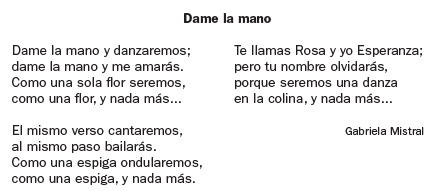 Dame la mano
Dame la mano y danzaremos;
dame la mano y me amarás.
Como una sola flor seremos,
como una flor, y nada más...
El mismo verso cantaremos,
al mismo paso bailarás.
Como una espiga ondularemos,
como una espiga, y nada más.
Te llamas Rosa y yo Esperanza;
pero tu nombre olvidarás,
porque seremos una danza
en la colina, y nada más...
Gabriela Mistral